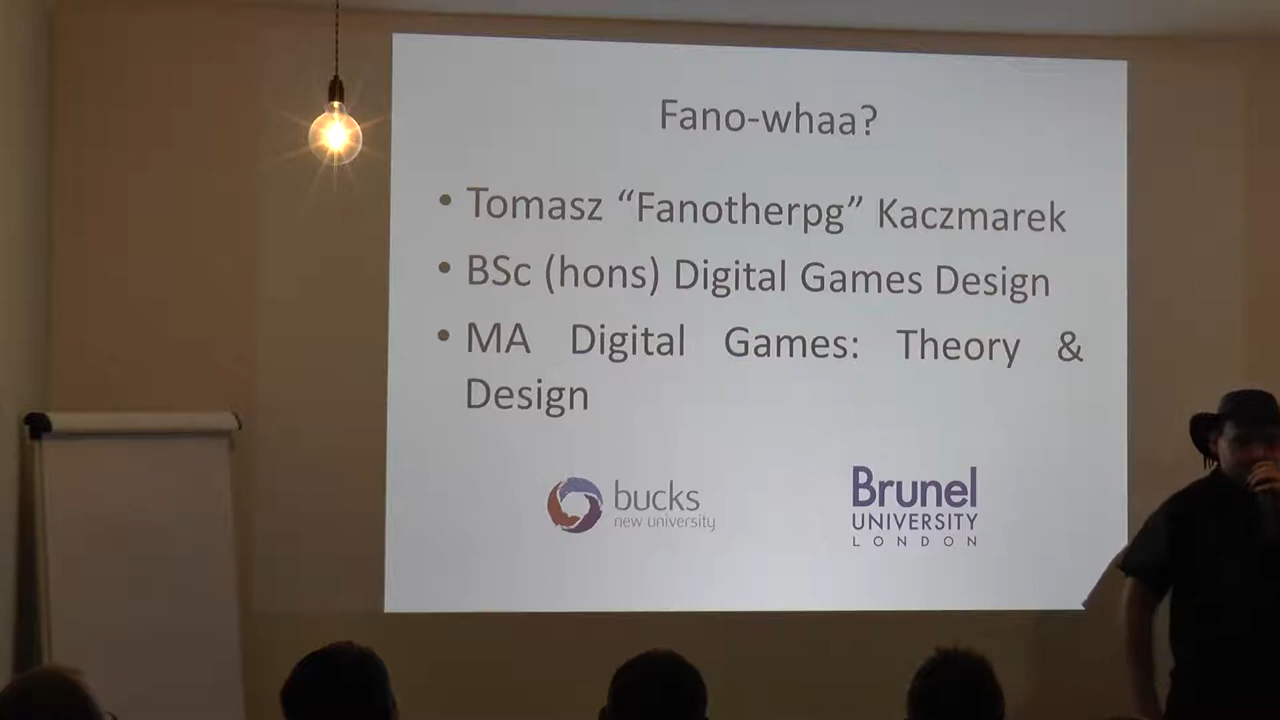 Fano-whaa?
• Tomasz “Fanotherpg” Kaczmarek
• BSc (hons) Digital Games Design
• MA Digital Games: Theory &
Design
bucks
new university
Brunel
UNIVERSITY
LONDON